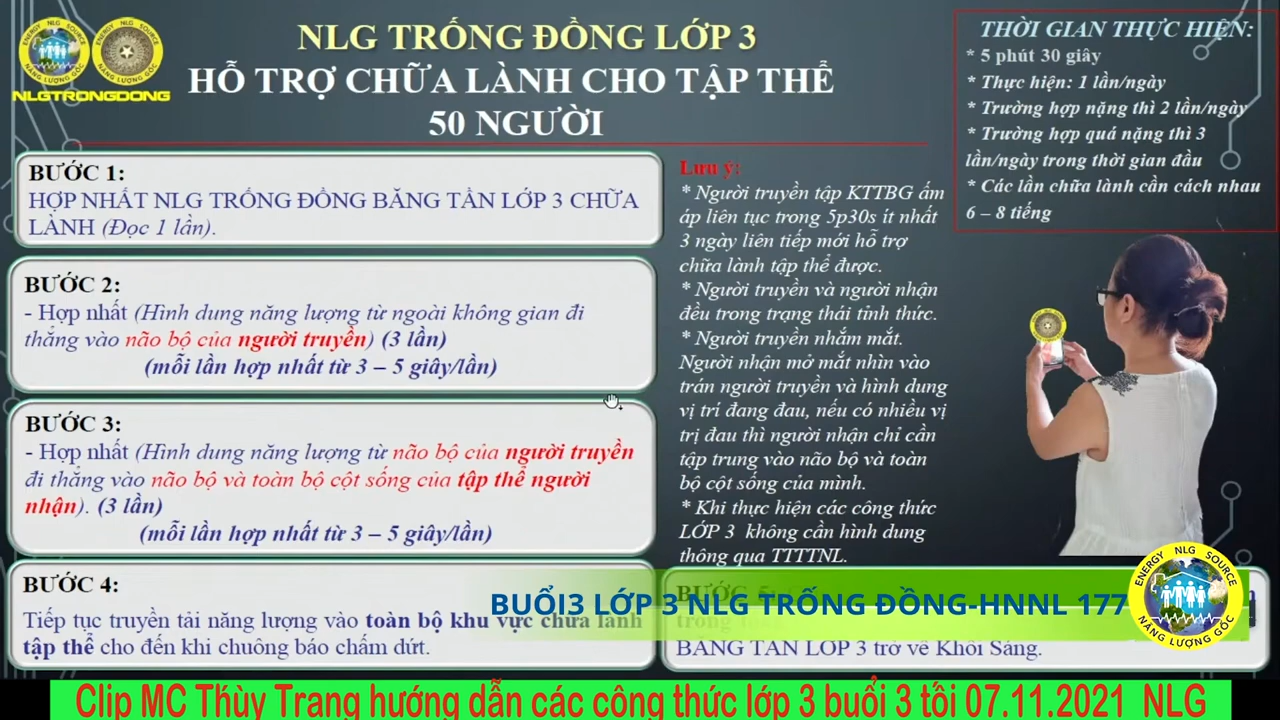 ENERGY NLG SOURCE
NĂNG LƯỢNG GỐC
NLGTRONGDONG
NLG TRỐNG ĐỒNG LỚP 3
HỖ TRỢ CHỮA LÀNH CHO TẬP THỂ
50 NGƯỜI
THỜI GIAN THỰC HIỆN:
* 5 phút 30 giây
* Thực hiện: 1 lần/ngày
* Trường hợp nặng thì 2 lần/ngày
* Trường hợp quá nặng thì 3
lần/ngày trong thời gian đầu
* Các lần chữa lành cần cách nhau
6 – 8 tiếng
BƯỚC 1:
HỢP NHẤT NLG TRỐNG ĐỒNG BĂNG TẦN LỚP 3 CHỮA
LÀNH (Đọc 1 lần).
BƯỚC 2:
- Hợp nhất (Hình dung năng lượng từ ngoài không gian đi
thẳng vào não bộ của người truyền) (3 lần)
(mỗi lần hợp nhất từ 3 – 5 giây/lần)
BƯỚC 3:
- Hợp nhất (Hình dung năng lượng từ não bộ của người truyền
đi thẳng vào não bộ và toàn bộ cột sống của tập thể người
nhận). (3 lần)
(mỗi lần hợp nhất từ 3 – 5 giây/lần)
BƯỚC 4:
Tiếp tục truyền tải năng lượng vào toàn bộ khu vực chữa lành
tập thể cho đến khi chuông báo chấm dứt.
Lưu ý:
* Người truyền tập KTTBG ấm
áp liên tục trong 5p30s ít nhất
3 ngày liên tiếp mới hỗ trợ
chữa lành tập thể được.
* Người truyền và người nhận
đều trong trạng thái tỉnh thức.
* Người truyền nhắm mắt.
Người nhận mở mắt nhìn vào
trán người truyền và hình dung
vị trí đang đau, nếu có nhiều vị
trị đau thì người nhận chỉ cần
tập trung vào não bộ và toàn
bộ cột sống của mình.
* Khi thực hiện các công thức
LỚP 3 không cần hình dung
thông qua TTTTNL.
BƯỚC 5:
BĂNG TẦN LỚP 3 trở về Khối Sáng.
BUỔI3 LỚP 3 NLG TRỐNG ĐỒNG-HNNL 177
ENERGY NLG SOURCE
NĂNG LƯỢNG GỐC
Clip MC Thùy Trang hướng dẫn các công thức lớp 3 buổi 3 tối 07.11.2021 NLG